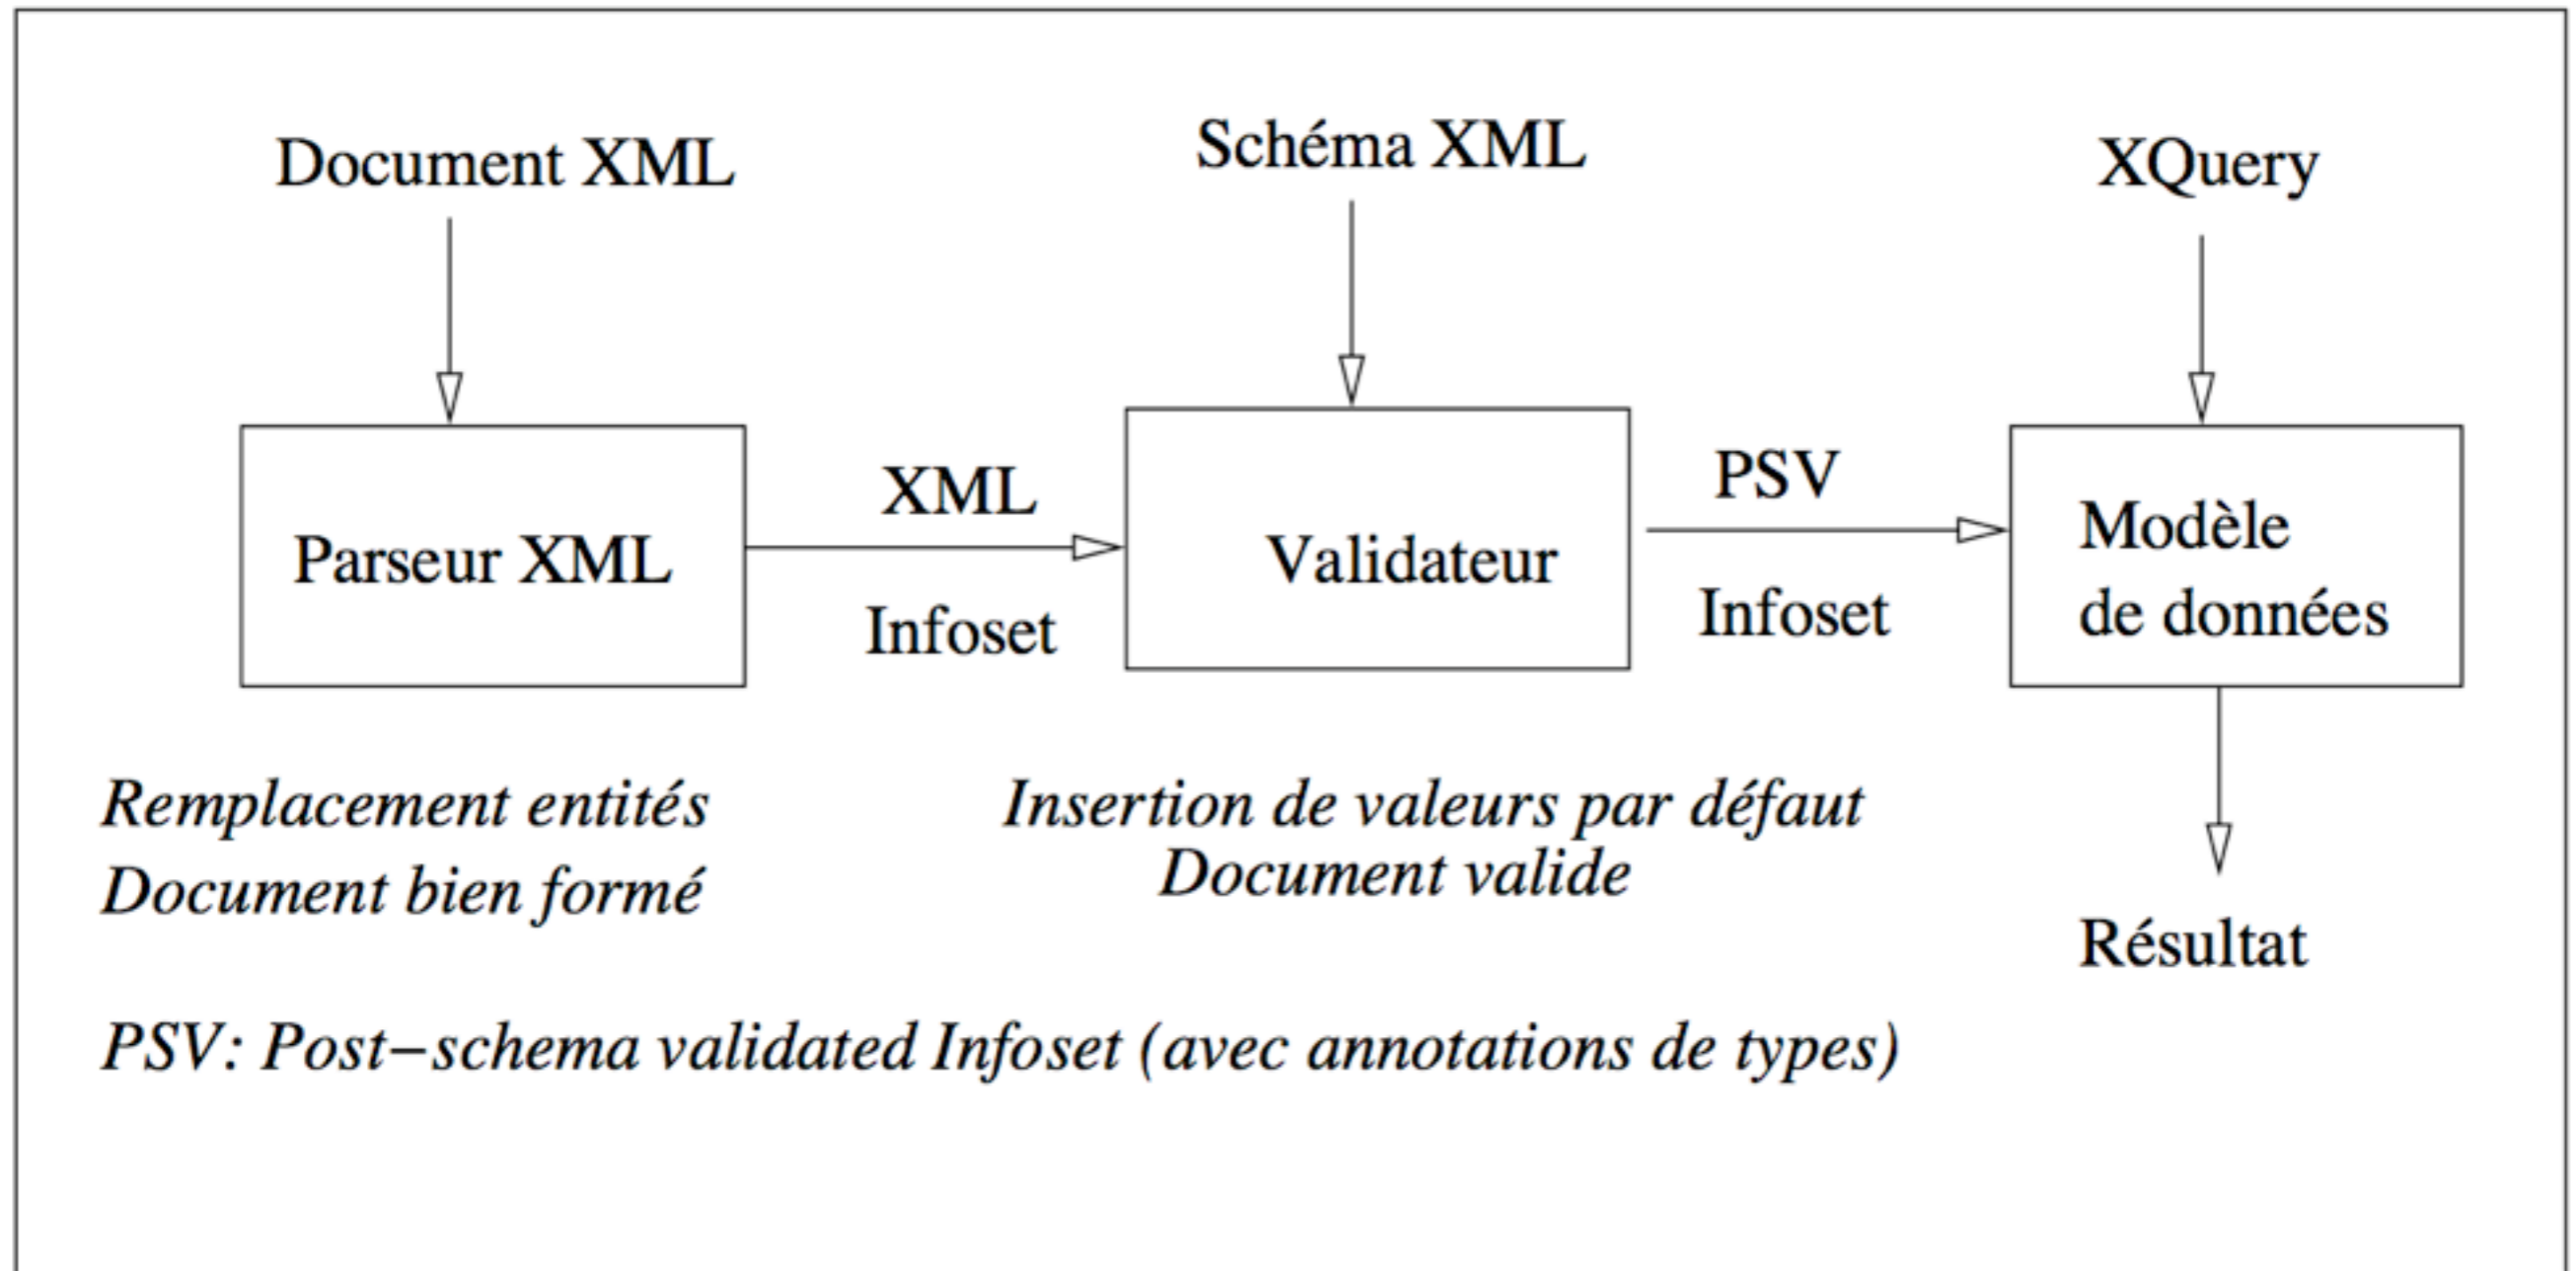 Document XML
Schéma XML
XQuery
Parseur XML
XML
Infoset
Validateur
PSV
Infoset
Modèle
de données
Remplacement entités
Document bien formé
Insertion de valeurs par défaut
Document valide
Résultat
PSV: Post–schema validated Infoset (avec annotations de types)